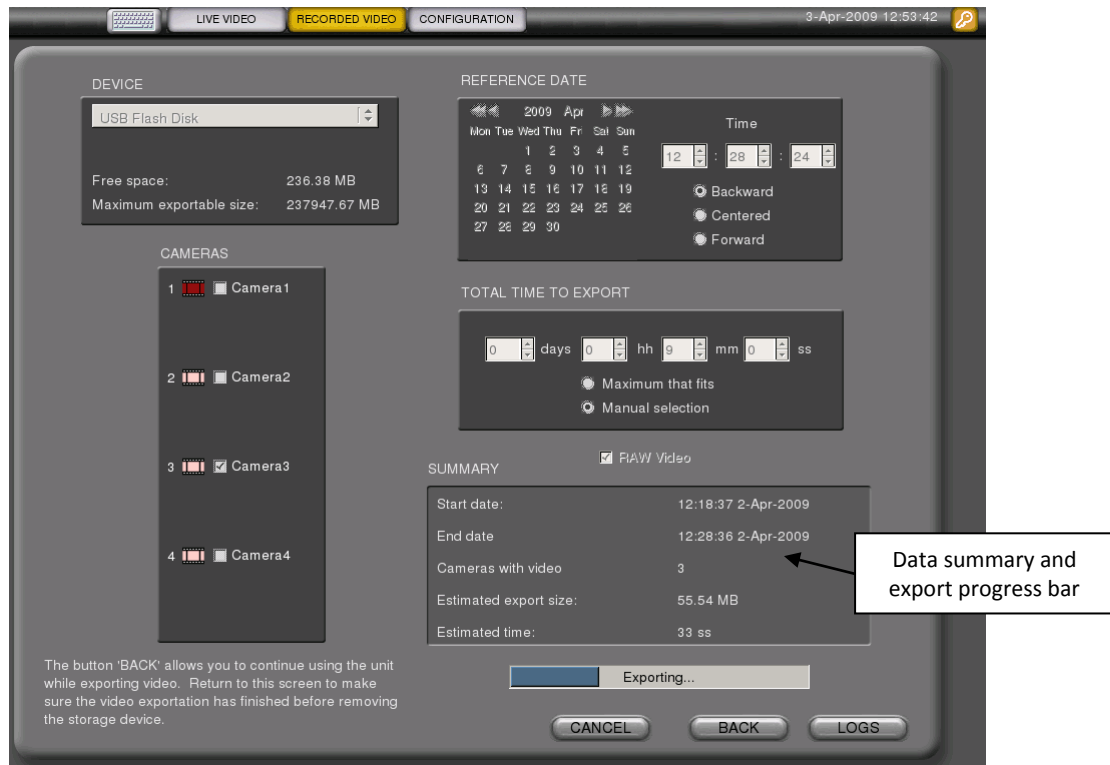 LIVE VIDEO RECORDED VIDEO CONFIGURATION 3-Apr-2009 12:53:42
DEVICE
USB Flash Disk
Free space: 236.38 MB
Maximum exportable size: 237947.67 MB
REFERENCE DATE
2009 Apr
Mon Tue Wed Thu Fri Sat Sun
1 2 3 4 5
6 7 8 9 10 11 12
13 14 15 16 17 18 19
20 21 22 23 24 25 26
27 28 29 30
Time
12 : 28 : 24
Backward
Centered
Forward
CAMERAS
1 Camera1
2 Camera2
3 Camera3
4 Camera4
TOTAL TIME TO EXPORT
0 days 0 hh 9 mm 0 ss
Maximum that fits
Manual selection
RAW Video
SUMMARY
Start date: 12:18:37 2-Apr-2009
End date 12:28:36 2-Apr-2009
Cameras with video 3
Estimated export size: 55.54 MB
Estimated time: 33 ss
Data summary and
export progress bar
The button 'BACK' allows you to continue using the unit
while exporting video. Return to this screen to make
sure the video exportation has finished before removing
the storage device.
Exporting...
CANCEL BACK LOGS